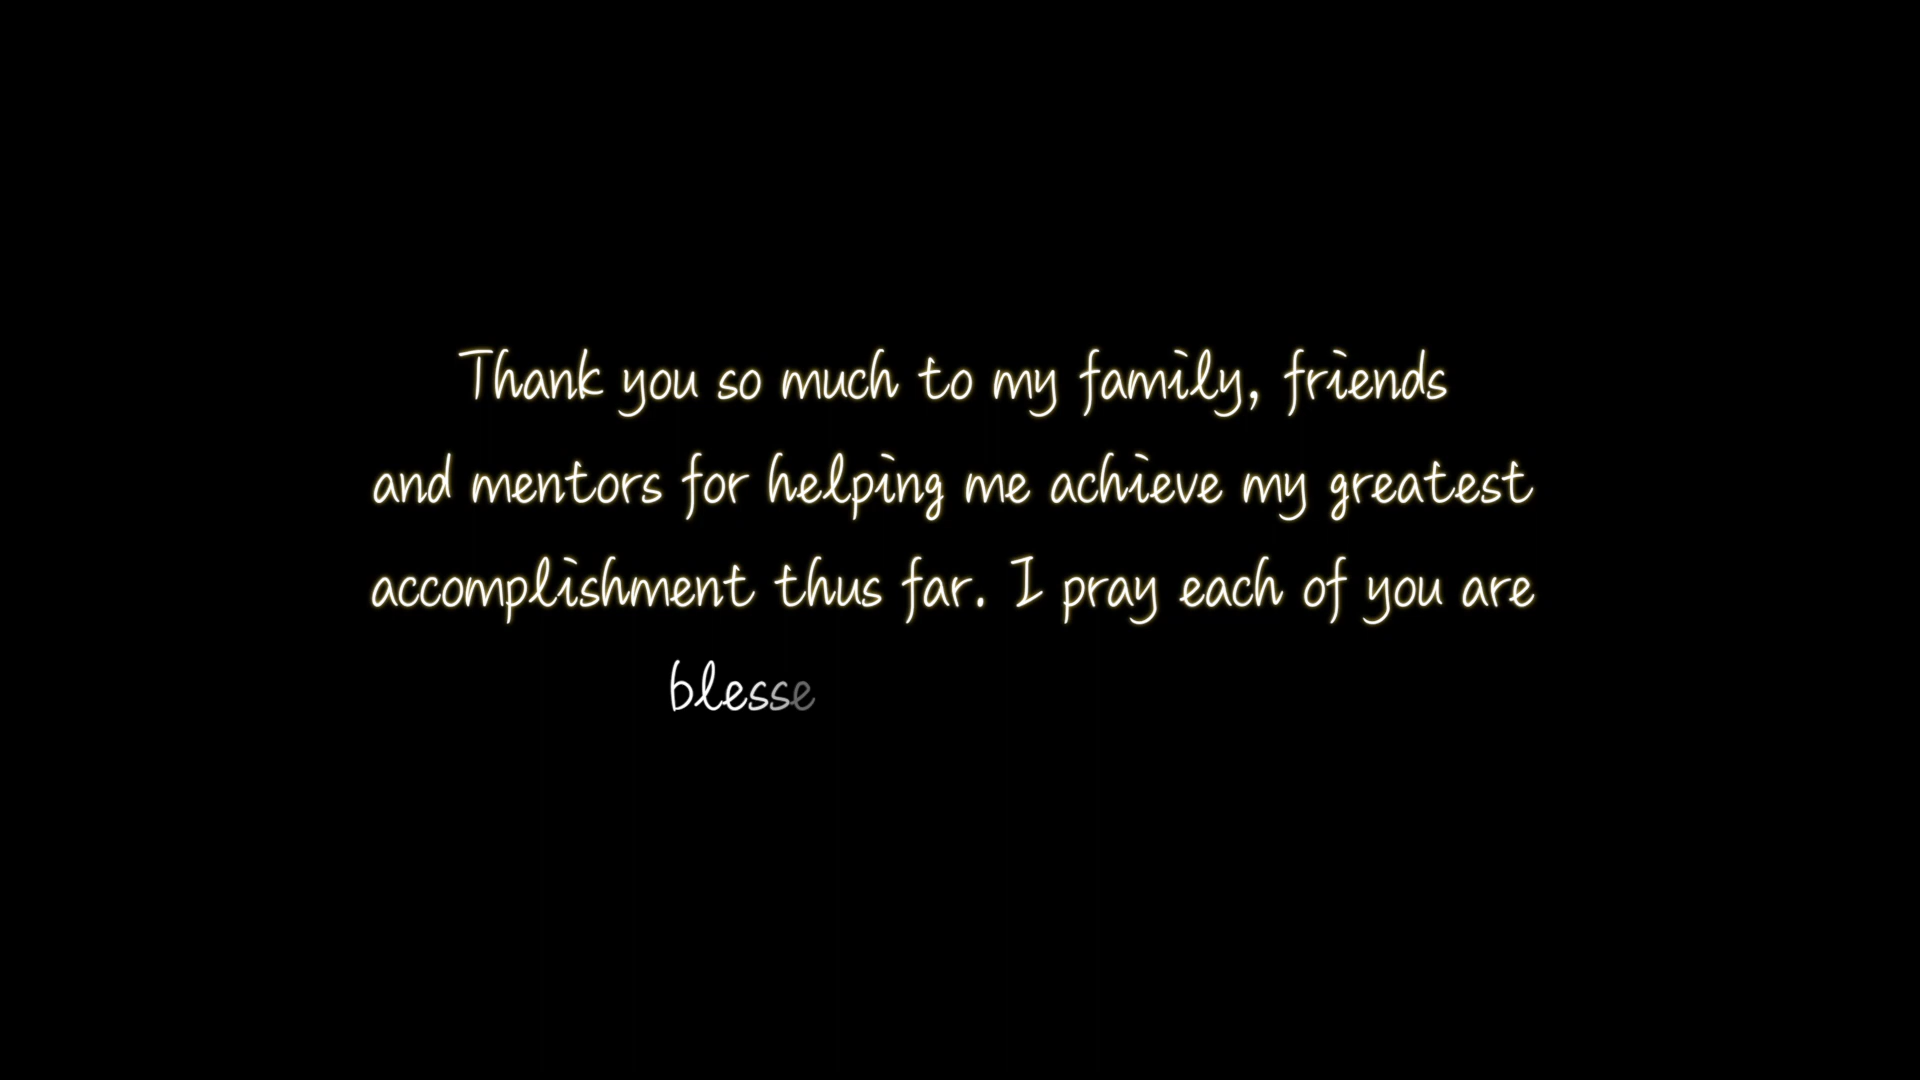 Thank you so much to my family, friends
and mentors for helping me achieve my greatest
accomplishment thus far. I pray each of you are
blesse